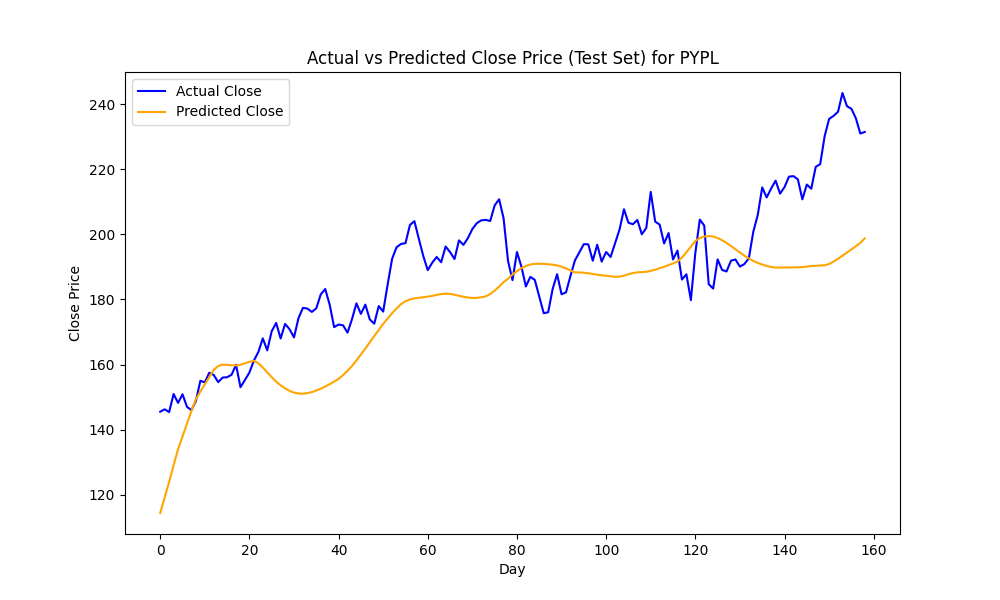 Actual vs Predicted Close Price (Test Set) for PYPL
Actual Close
Predicted Close
Close Price
240
220
200
180
160
140
120
0 20 40 60 80 100 120 140 160
Day